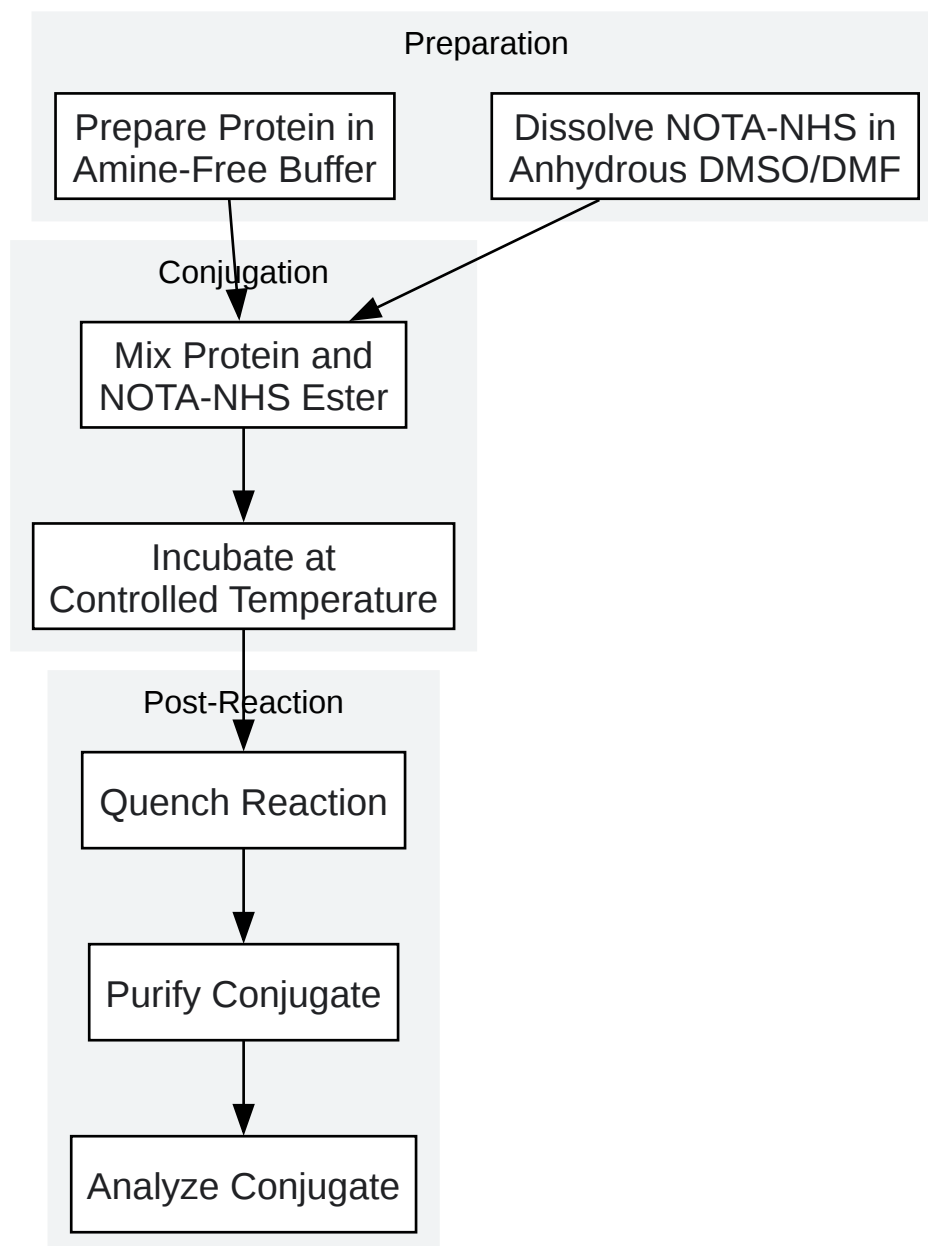 Preparation
Prepare Protein in
Amine-Free Buffer
Dissolve NOTA-NHS in
Anhydrous DMSO/DMF
Conjugation
Mix Protein and
NOTA-NHS Ester
Incubate at
Controlled Temperature
Post-Reaction
Quench Reaction
Purify Conjugate
Analyze Conjugate